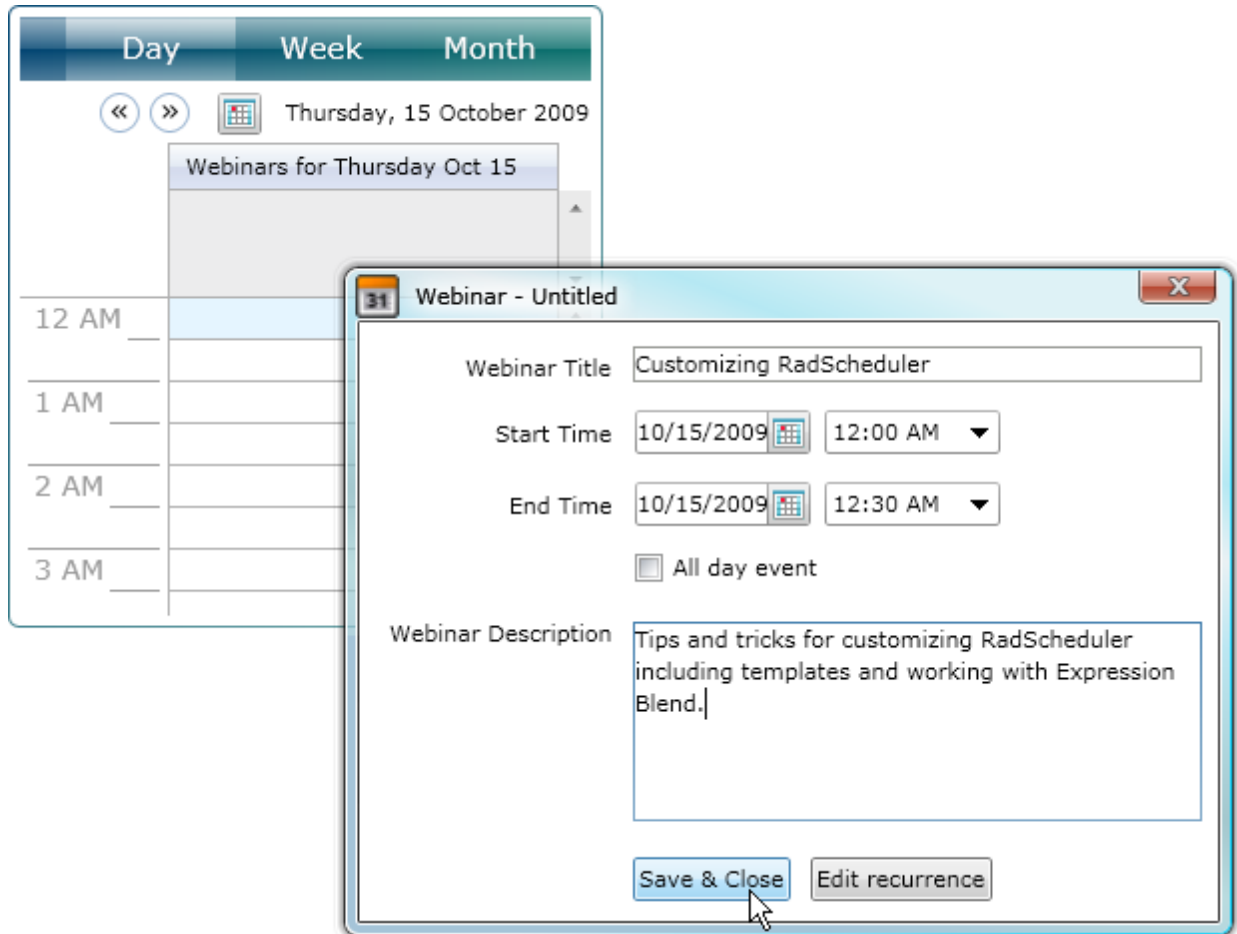 Day Week Month
« » Thursday, 15 October 2009
Webinars for Thursday Oct 15
12 AM
1 AM
2 AM
3 AM
31 Webinar - Untitled X
Webinar Title Customizing RadScheduler
Start Time 10/15/2009 12:00 AM
End Time 10/15/2009 12:30 AM
All day event
Webinar Description Tips and tricks for customizing RadScheduler
including templates and working with Expression
Blend.
Save & Close Edit recurrence